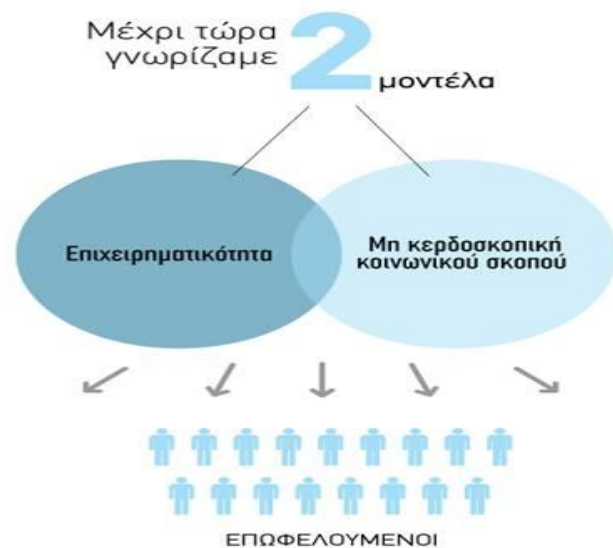 Μέχρι τώρα
γνωρίζαμε 2 μοντέλα
Επιχειρηματικότητα
Μη κερδοσκοπική
κοινωνικού σκοπού
ΕΠΩΦΕΛΟΥΜΕΝΟΙ